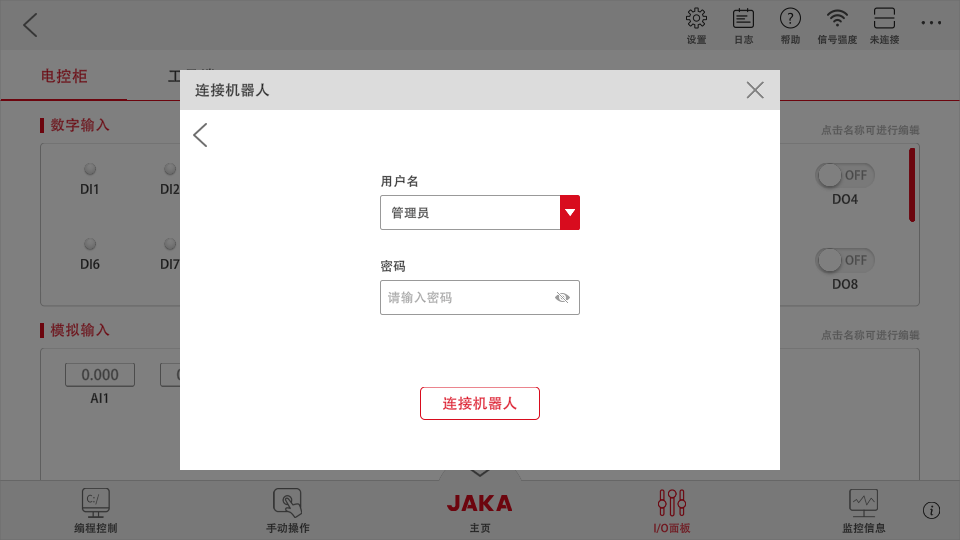 设置 日志 帮助 信号强度 未连接
电控柜 工具端
连接机器人
数字输入 点击名称可进行编辑
DI1 DI2
OFF
DO4
用户名
管理员
DI6 DI7
OFF
DO8
密码
请输入密码
模拟输入 点击名称可进行编辑
0.000
AI1
连接机器人
C:/
编程控制 手动操作 JAKA 主页 I/O面板 监控信息